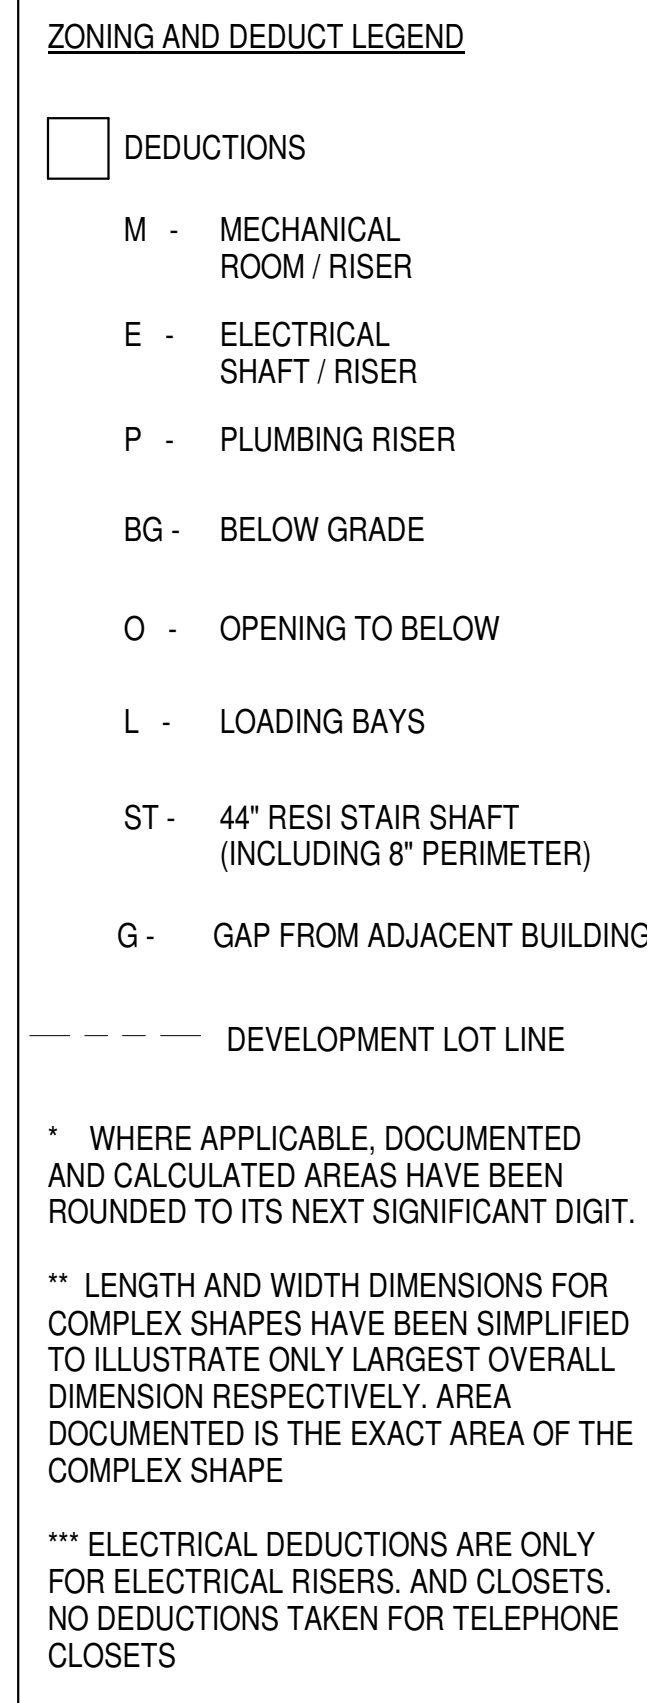 ZONING AND DEDUCT LEGEND
DEDUCTIONS
M - MECHANICAL
ROOM / RISER
E - ELECTRICAL
SHAFT / RISER
P - PLUMBING RISER
BG - BELOW GRADE
O - OPENING TO BELOW
L - LOADING BAYS
ST - 44" RESI STAIR SHAFT
(INCLUDING 8" PERIMETER)
G - GAP FROM ADJACENT BUILDING
DEVELOPMENT LOT LINE
* WHERE APPLICABLE, DOCUMENTED
AND CALCULATED AREAS HAVE BEEN
ROUNDED TO ITS NEXT SIGNIFICANT DIGIT.
** LENGTH AND WIDTH DIMENSIONS FOR
COMPLEX SHAPES HAVE BEEN SIMPLIFIED
TO ILLUSTRATE ONLY LARGEST OVERALL
DIMENSION RESPECTIVELY. AREA
DOCUMENTED IS THE EXACT AREA OF THE
COMPLEX SHAPE
*** ELECTRICAL DEDUCTIONS ARE ONLY
FOR ELECTRICAL RISERS. AND CLOSETS.
NO DEDUCTIONS TAKEN FOR TELEPHONE
CLOSETS